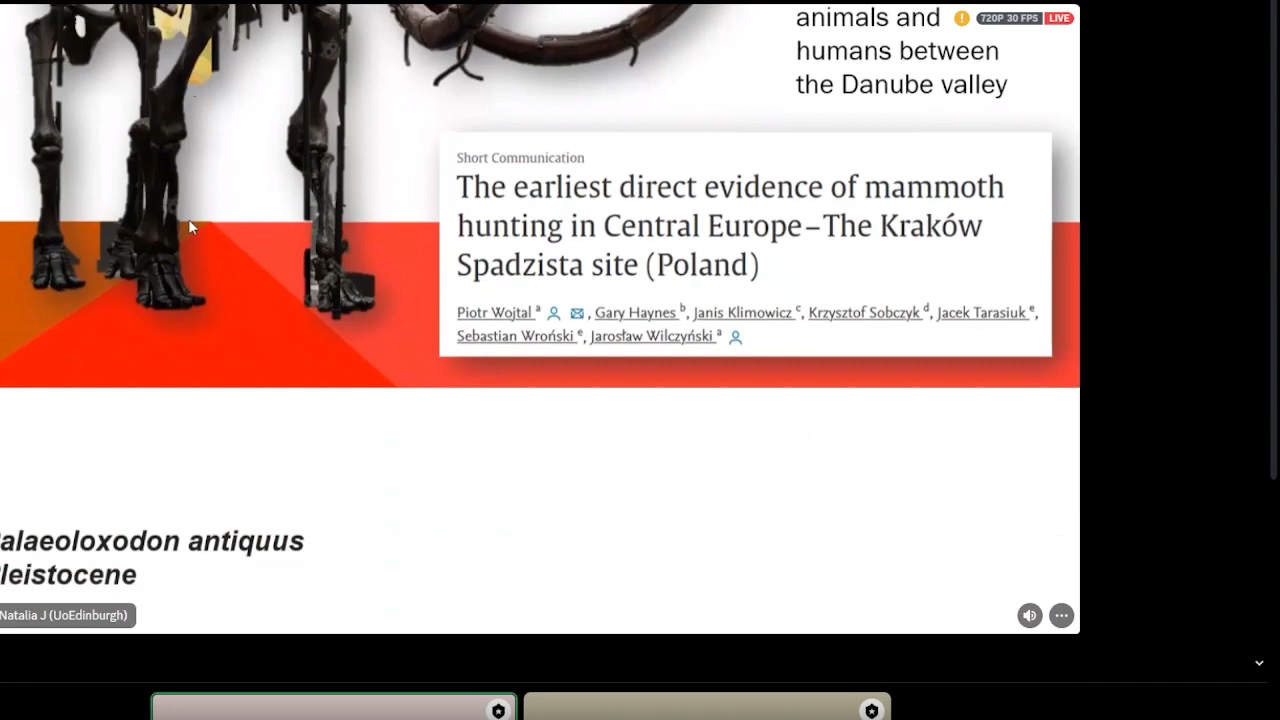 animals and
720P 30 FPS LIVE
humans between
the Danube valley
Short Communication
The earliest direct evidence of mammoth
hunting in Central Europe–The Kraków
Spadzista site (Poland)
Piotr Wojtal a , Gary Haynes b, Janis Klimowicz c, Krzysztof Sobczyk d, Jacek Tarasiuk e,
Sebastian Wroński e, Jarosław Wilczyński a
alaeoloxodon antiquus
leistocene
Natalia J (UoEdinburgh)